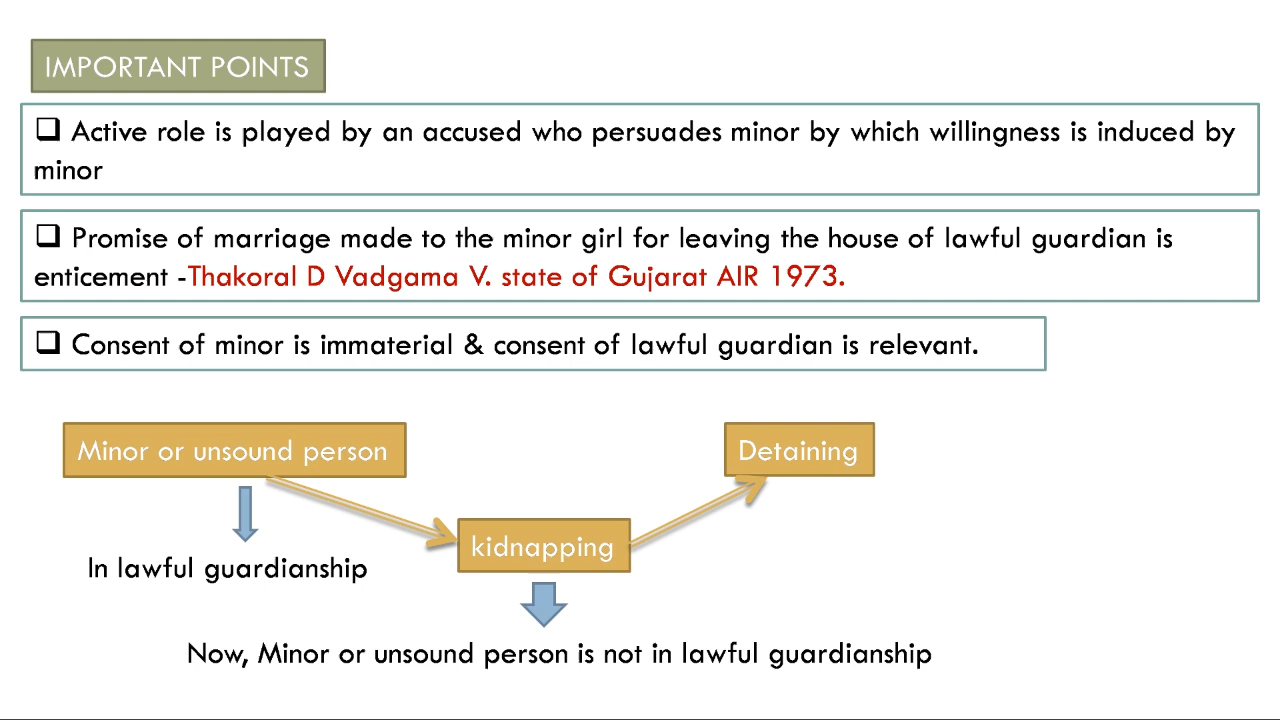 IMPORTANT POINTS
❑ Active role is played by an accused who persuades minor by which willingness is induced by
minor
❑ Promise of marriage made to the minor girl for leaving the house of lawful guardian is
enticement -Thakoral D Vadgama V. state of Gujarat AIR 1973.
❑ Consent of minor is immaterial & consent of lawful guardian is relevant.
Minor or unsound person
Detaining
kidnapping
In lawful guardianship
Now, Minor or unsound person is not in lawful guardianship